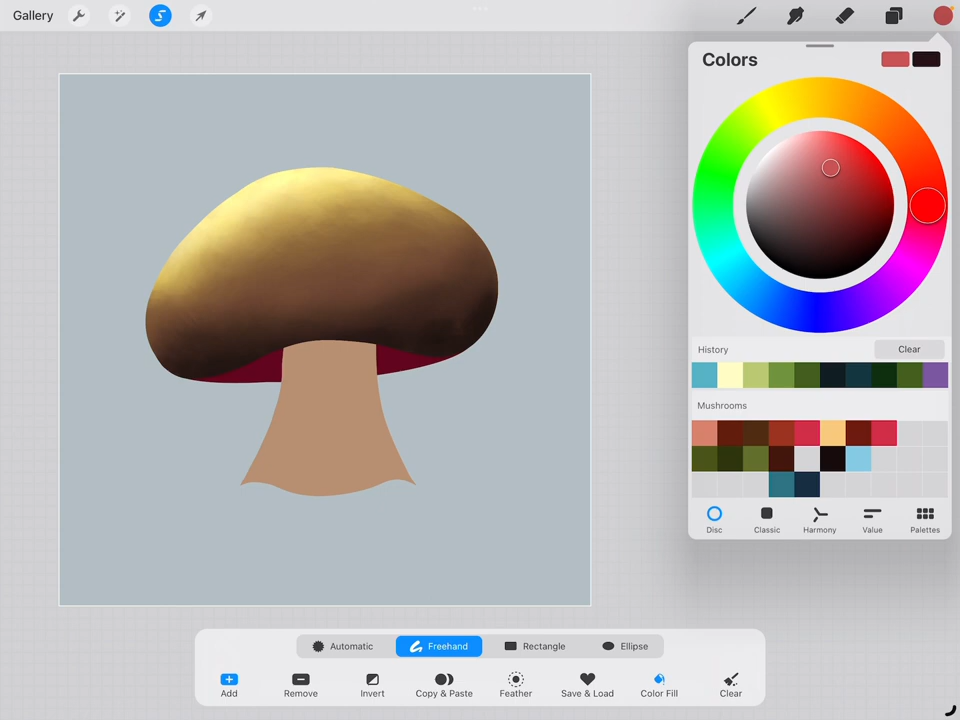 Gallery
Colors
History
Clear
Mushrooms
Disc
Classic
Harmony
Value
Palettes
Automatic
Freehand
Rectangle
Ellipse
Add
Remove
Invert
Copy & Paste
Feather
Save & Load
Color Fill
Clear